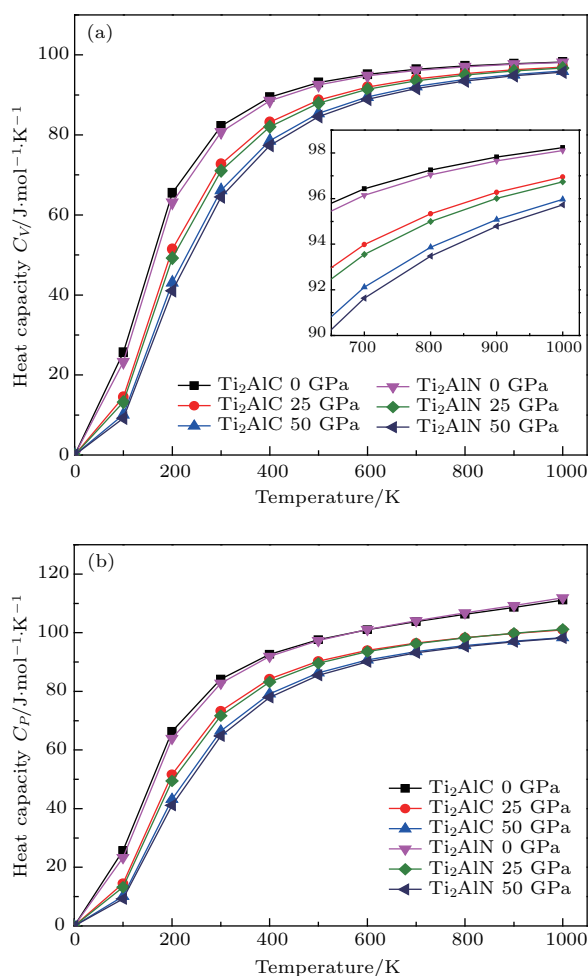 (a)
Heat capacity C_V/J·mol⁻¹·K⁻¹
100
80
60
40
20
0
98
96
94
92
90
700 800 900 1000
Ti₂AlC 0 GPa
Ti₂AlC 25 GPa
Ti₂AlC 50 GPa
Ti₂AlN 0 GPa
Ti₂AlN 25 GPa
Ti₂AlN 50 GPa
0 200 400 600 800 1000
Temperature/K
(b)
Heat capacity C_P/J·mol⁻¹·K⁻¹
120
100
80
60
40
20
0
Ti₂AlC 0 GPa
Ti₂AlC 25 GPa
Ti₂AlC 50 GPa
Ti₂AlN 0 GPa
Ti₂AlN 25 GPa
Ti₂AlN 50 GPa
0 200 400 600 800 1000
Temperature/K